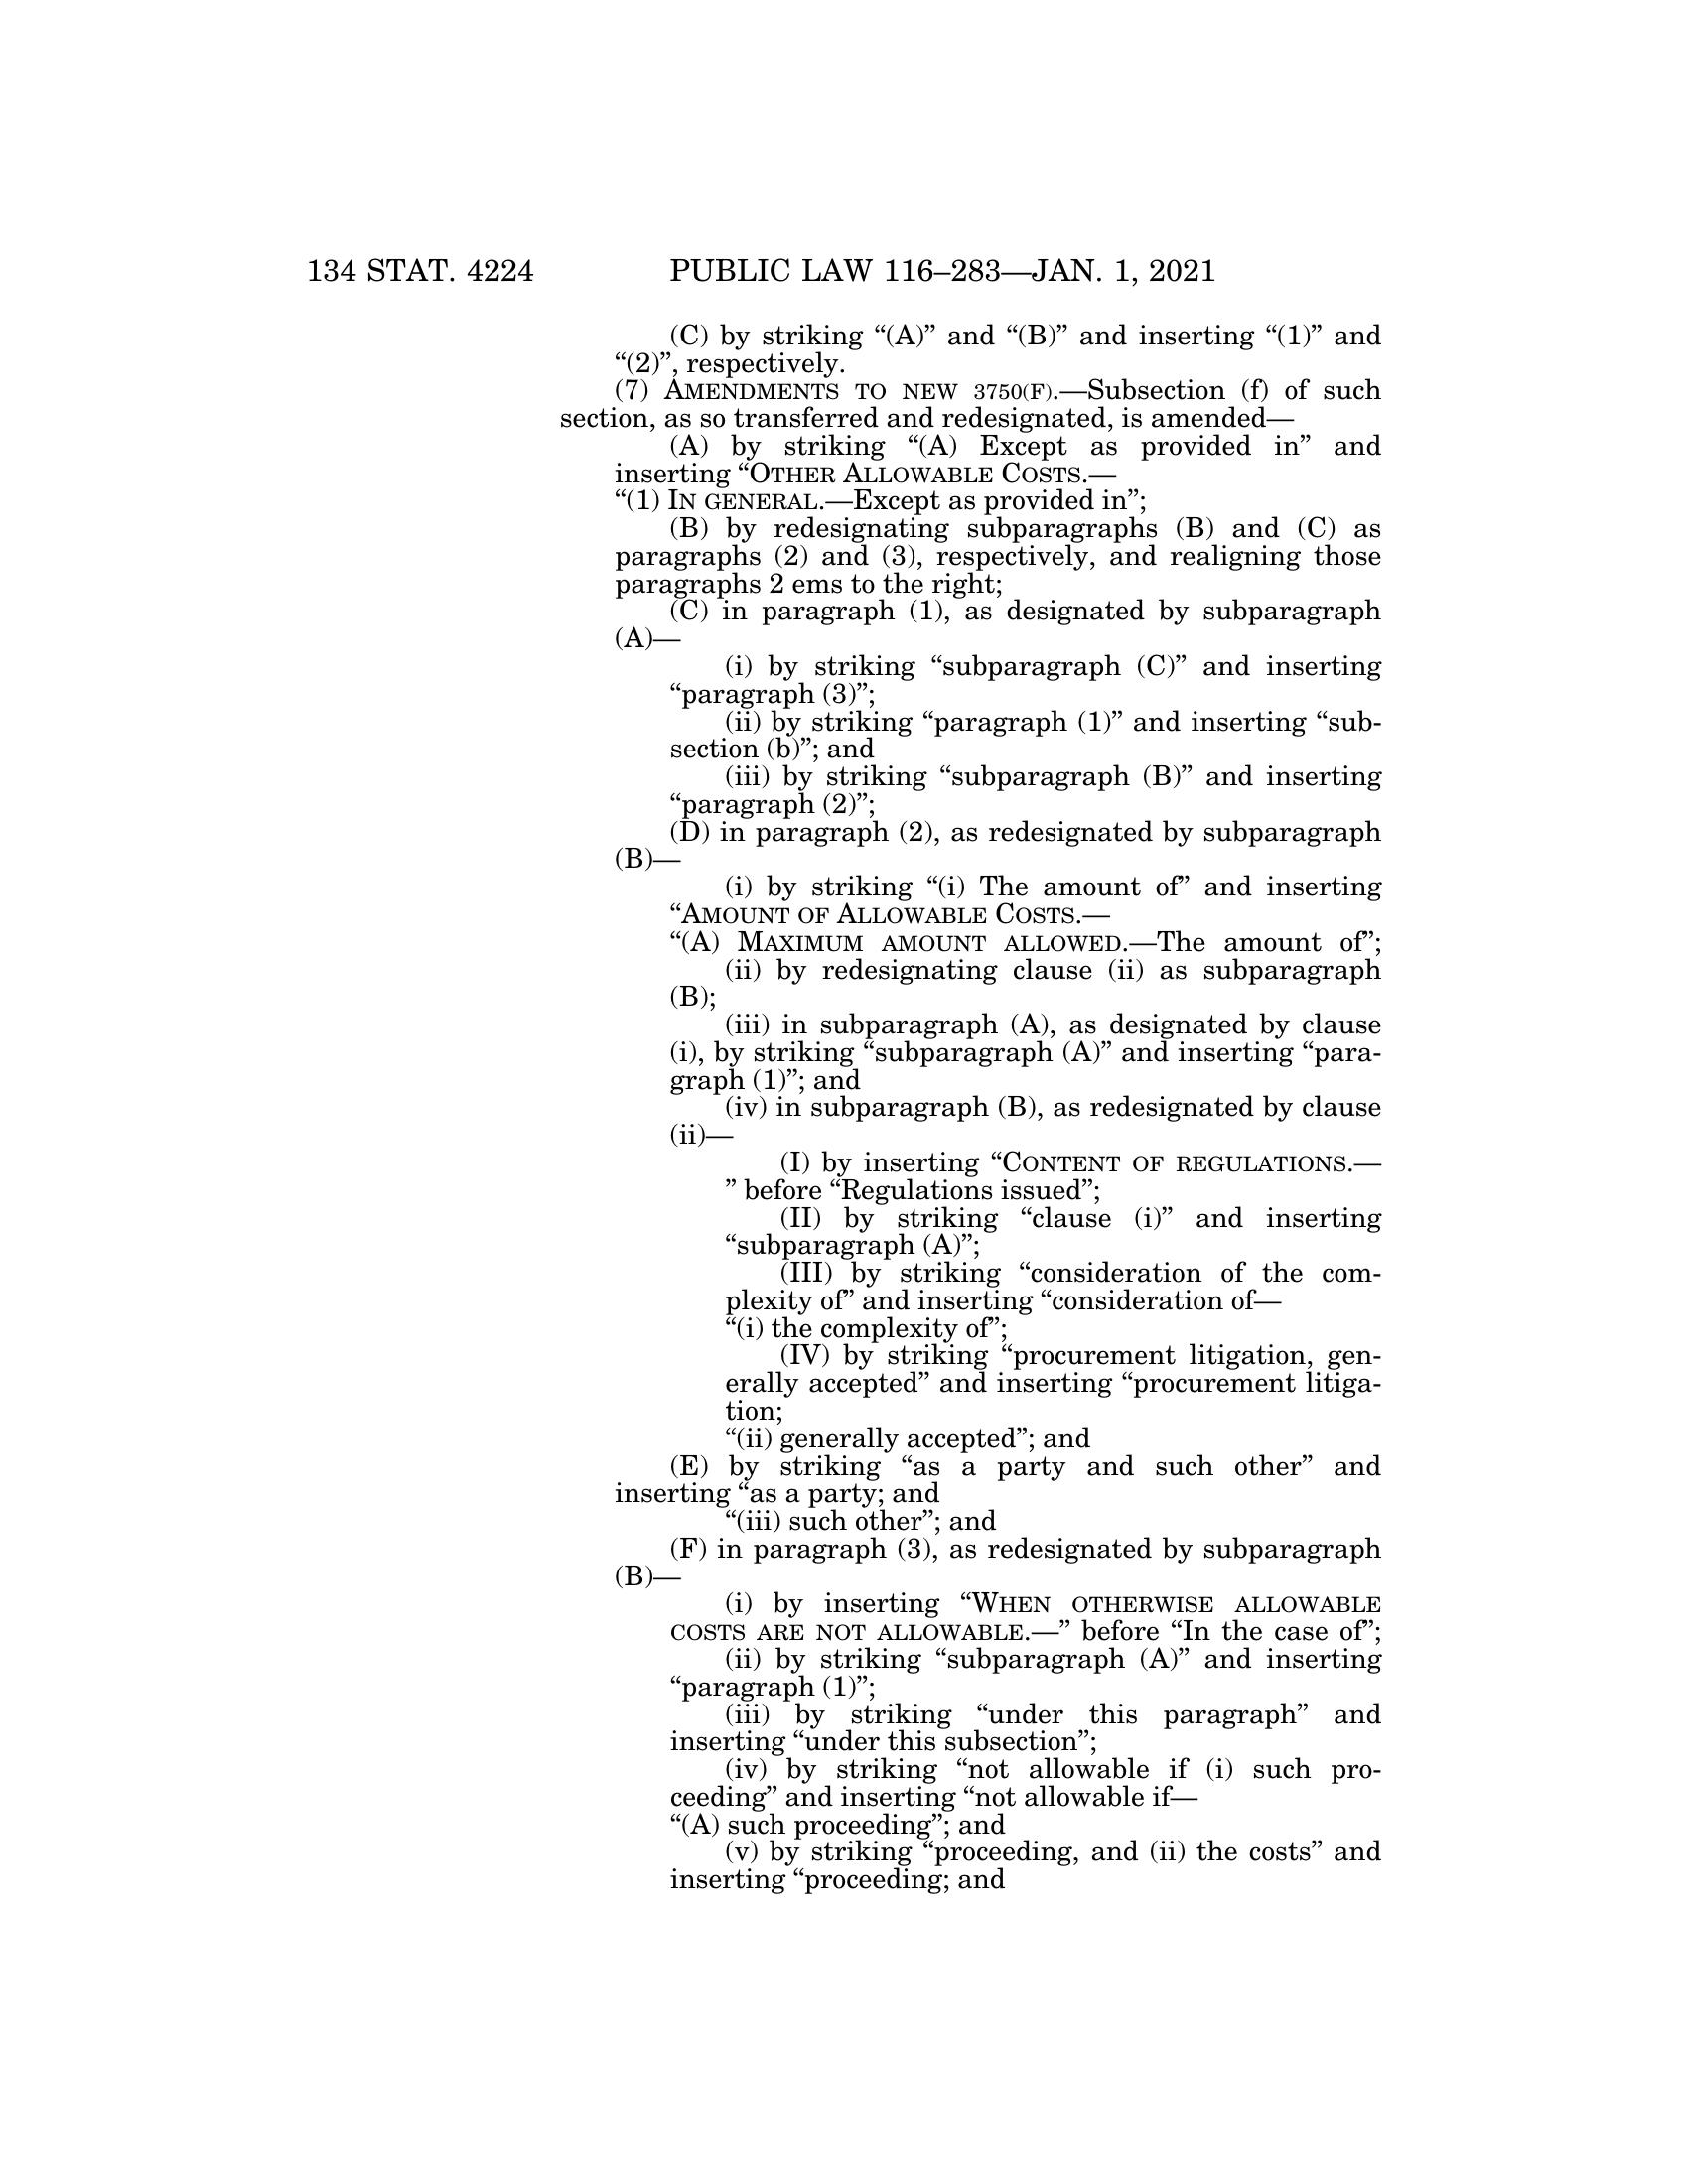 134 STAT. 4224 PUBLIC LAW 116–283—JAN. 1, 2021
(C) by striking “(A)” and “(B)” and inserting “(1)” and
“(2)”, respectively.
(7) AMENDMENTS TO NEW 3750(F).—Subsection (f) of such
section, as so transferred and redesignated, is amended—
(A) by striking “(A) Except as provided in” and
inserting “OTHER ALLOWABLE COSTS.—
“(1) IN GENERAL.—Except as provided in”;
(B) by redesignating subparagraphs (B) and (C) as
paragraphs (2) and (3), respectively, and realigning those
paragraphs 2 ems to the right;
(C) in paragraph (1), as designated by subparagraph
(A)—
(i) by striking “subparagraph (C)” and inserting
“paragraph (3)”;
(ii) by striking “paragraph (1)” and inserting “sub-
section (b)”; and
(iii) by striking “subparagraph (B)” and inserting
“paragraph (2)”;
(D) in paragraph (2), as redesignated by subparagraph
(B)—
(i) by striking “(i) The amount of” and inserting
“AMOUNT OF ALLOWABLE COSTS.—
“(A) MAXIMUM AMOUNT ALLOWED.—The amount of”;
(ii) by redesignating clause (ii) as subparagraph
(B);
(iii) in subparagraph (A), as designated by clause
(i), by striking “subparagraph (A)” and inserting “para-
graph (1)”; and
(iv) in subparagraph (B), as redesignated by clause
(ii)—
(I) by inserting “CONTENT OF REGULATIONS.—
” before “Regulations issued”;
(II) by striking “clause (i)” and inserting
“subparagraph (A)”;
(III) by striking “consideration of the com-
plexity of” and inserting “consideration of—
“(i) the complexity of”;
(IV) by striking “procurement litigation, gen-
erally accepted” and inserting “procurement litiga-
tion;
“(ii) generally accepted”; and
(E) by striking “as a party and such other” and
inserting “as a party; and
“(iii) such other”; and
(F) in paragraph (3), as redesignated by subparagraph
(B)—
(i) by inserting “WHEN OTHERWISE ALLOWABLE
COSTS ARE NOT ALLOWABLE.—” before “In the case of”;
(ii) by striking “subparagraph (A)” and inserting
“paragraph (1)”;
(iii) by striking “under this paragraph” and
inserting “under this subsection”;
(iv) by striking “not allowable if (i) such pro-
ceeding” and inserting “not allowable if—
“(A) such proceeding”; and
(v) by striking “proceeding, and (ii) the costs” and
inserting “proceeding; and